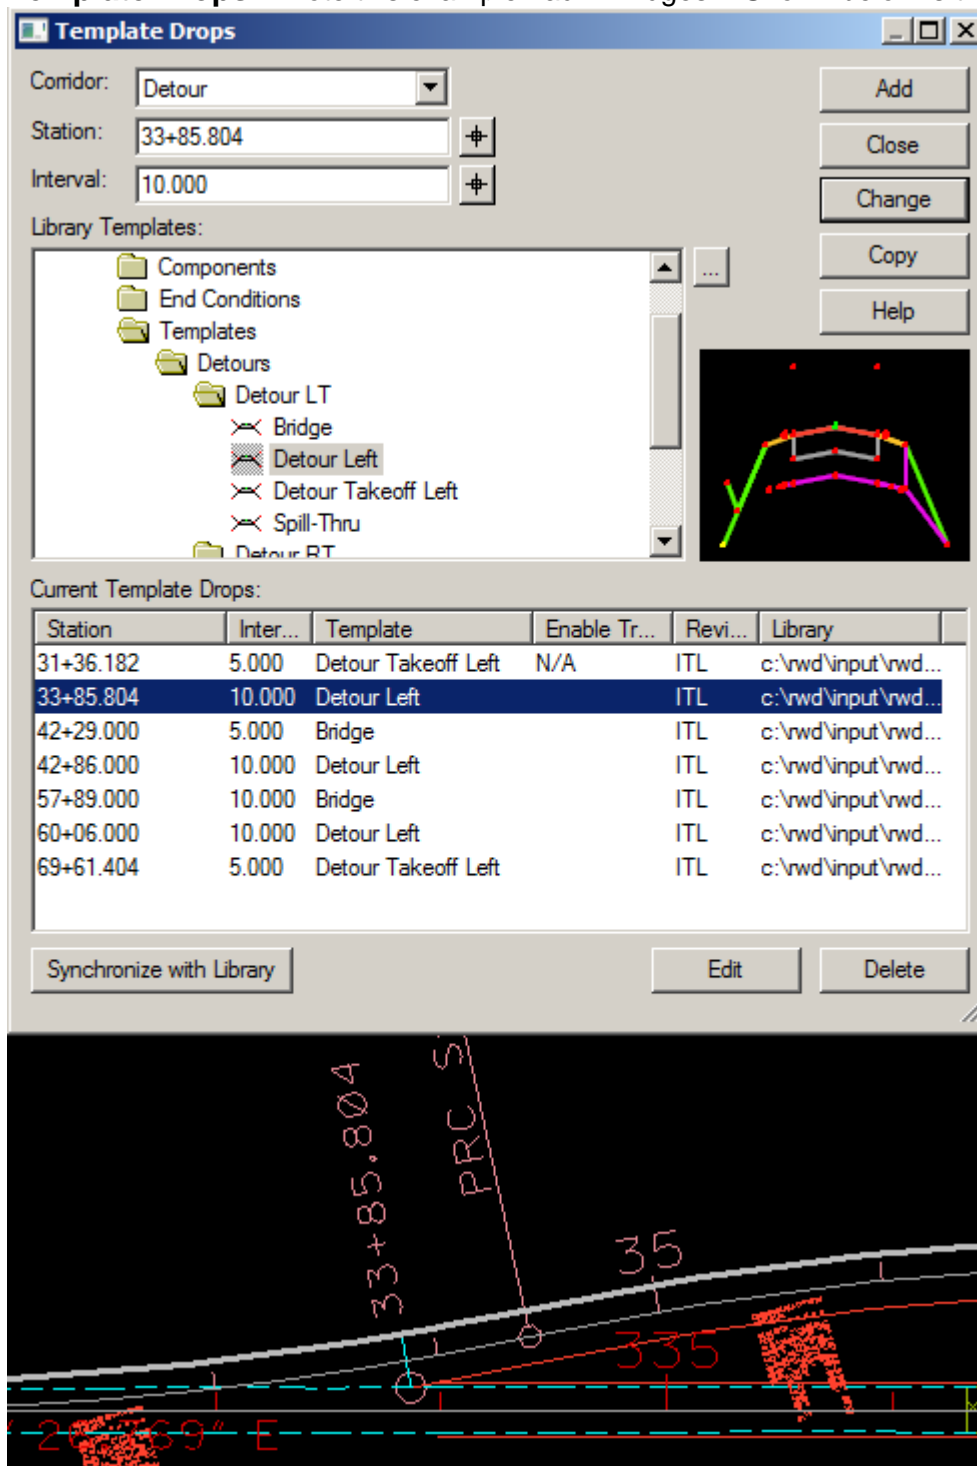 Template Drops
Corridor: Detour
Add
Station: 33+85.804
Close
Interval: 10.000
Change
Library Templates:
Copy
...
Components
End Conditions
Help
Templates
Detours
Detour LT
Bridge
Detour Left
Detour Takeoff Left
Spill-Thru
Detour RT
Current Template Drops:
Station Inter... Template Enable Tr... Revi... Library
31+36.182 5.000 Detour Takeoff Left N/A ITL c:\rwd\input\rwd...
33+85.804 10.000 Detour Left ITL c:\rwd\input\rwd...
42+29.000 5.000 Bridge ITL c:\rwd\input\rwd...
42+86.000 10.000 Detour Left ITL c:\rwd\input\rwd...
57+89.000 10.000 Bridge ITL c:\rwd\input\rwd...
60+06.000 10.000 Detour Left ITL c:\rwd\input\rwd...
69+61.404 5.000 Detour Takeoff Left ITL c:\rwd\input\rwd...
Synchronize with Library
Edit
Delete
33+85.804
PRC
35
335
E